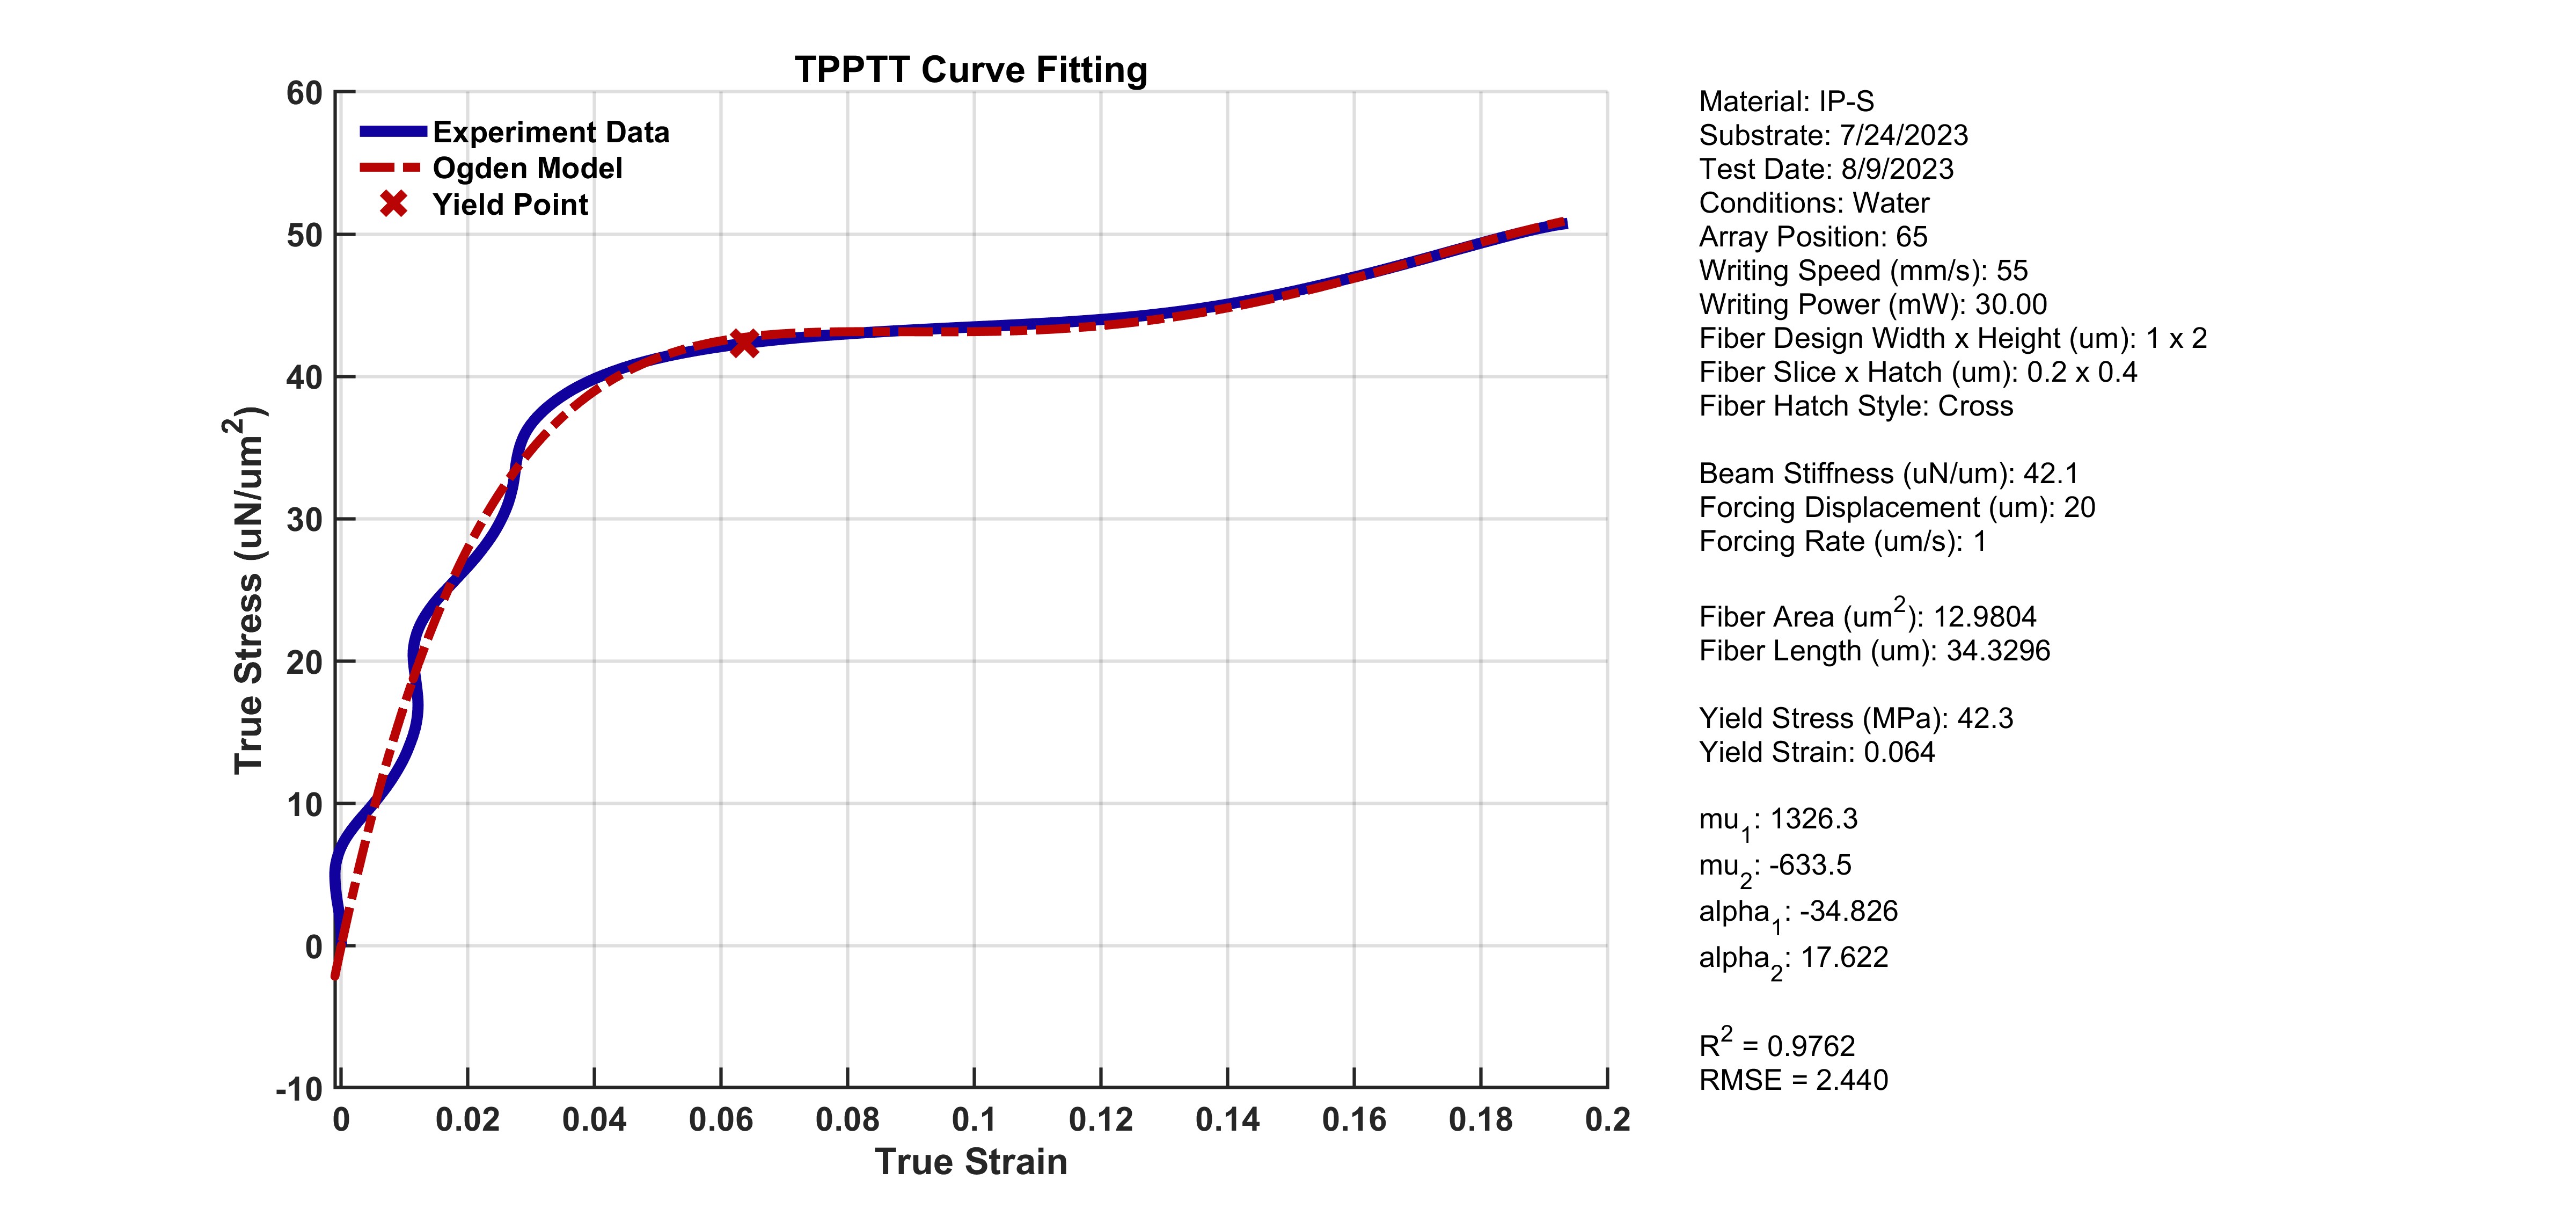 TPPTT Curve Fitting
60
50
40
30
20
10
0
-10
True Stress (uN/um²)
Experiment Data
Ogden Model
Yield Point
0 0.02 0.04 0.06 0.08 0.1 0.12 0.14 0.16 0.18 0.2
True Strain
Material: IP-S
Substrate: 7/24/2023
Test Date: 8/9/2023
Conditions: Water
Array Position: 65
Writing Speed (mm/s): 55
Writing Power (mW): 30.00
Fiber Design Width x Height (um): 1 x 2
Fiber Slice x Hatch (um): 0.2 x 0.4
Fiber Hatch Style: Cross
Beam Stiffness (uN/um): 42.1
Forcing Displacement (um): 20
Forcing Rate (um/s): 1
Fiber Area (um²): 12.9804
Fiber Length (um): 34.3296
Yield Stress (MPa): 42.3
Yield Strain: 0.064
mu₁: 1326.3
mu₂: -633.5
alpha₁: -34.826
alpha₂: 17.622
R² = 0.9762
RMSE = 2.440